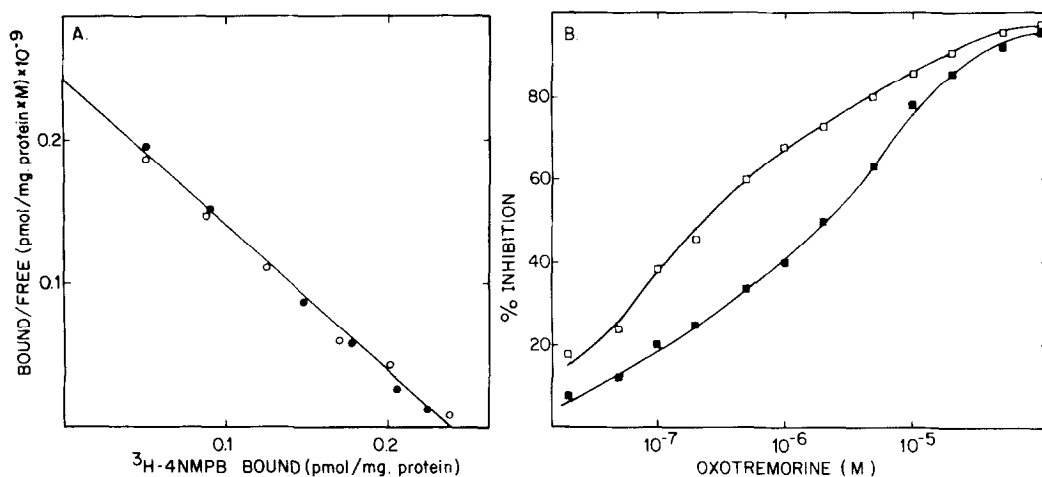 A.
BOUND/FREE (pmol/mg. protein×M)×10⁻⁹
0.2
0.1
0.1
0.2
³H-4NMPB BOUND (pmol/mg. protein)
B.
% INHIBITION
80
60
40
20
10⁻⁷
10⁻⁶
10⁻⁵
OXOTREMORINE (M)